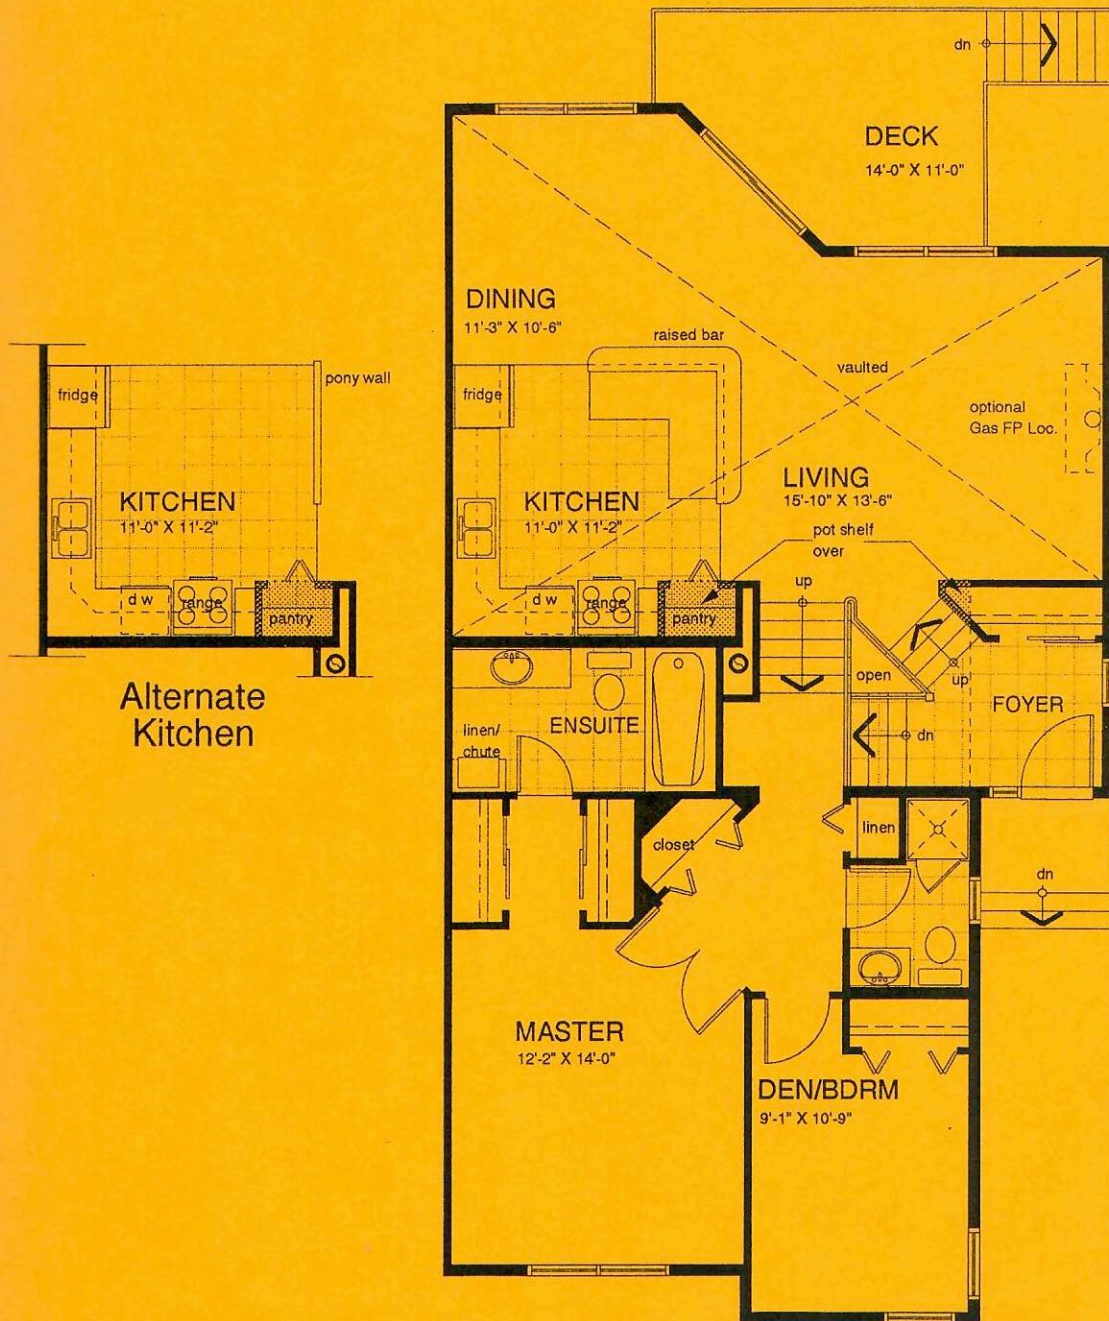 dn
DECK
14'-0" X 11'-0"
DINING
11'-3" X 10'-6"
raised bar
vaulted
fridge
pony wall
fridge
optional
Gas FP Loc.
KITCHEN
11'-0" X 11'-2"
KITCHEN
11'-0" X 11'-2"
LIVING
15'-10" X 13'-6"
pot shelf
over
up
d w
range
pantry
d w
range
pantry
Alternate
Kitchen
open
up
FOYER
linen/
chute
ENSUITE
dn
closet
linen
dn
MASTER
12'-2" X 14'-0"
DEN/BDRM
9'-1" X 10'-9"